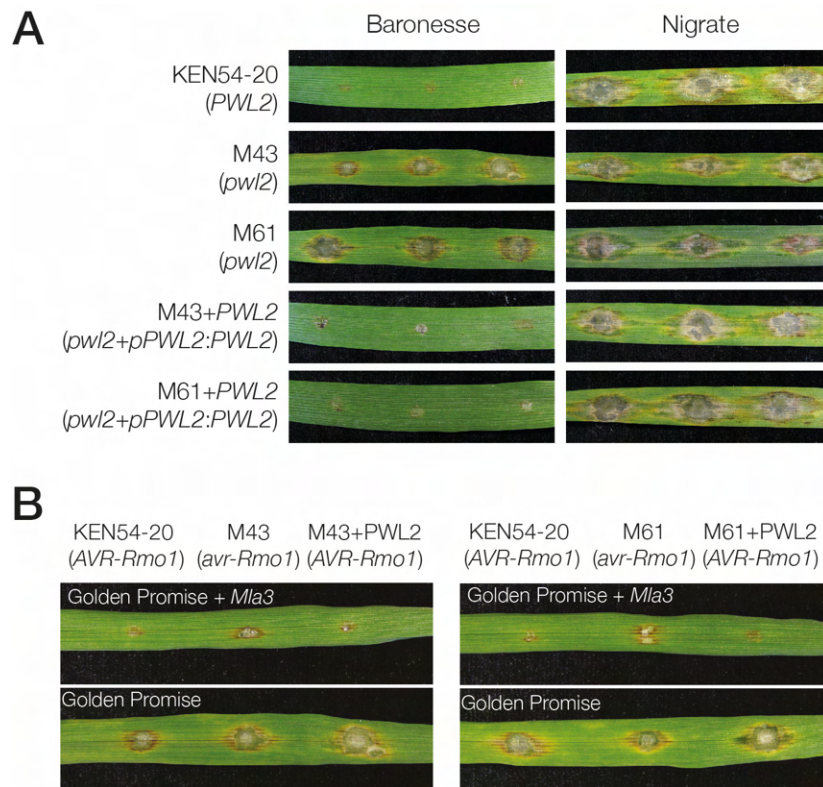 A
Baronesse
Nigrate
KEN54-20
(PWL2)
M43
(pwl2)
M61
(pwl2)
M43+PWL2
(pwl2+pPWL2:PWL2)
M61+PWL2
(pwl2+pPWL2:PWL2)
B
KEN54-20 M43 M43+PWL2
(AVR-Rmo1) (avr-Rmo1) (AVR-Rmo1)
Golden Promise + Mla3
Golden Promise
KEN54-20 M61 M61+PWL2
(AVR-Rmo1) (avr-Rmo1) (AVR-Rmo1)
Golden Promise + Mla3
Golden Promise